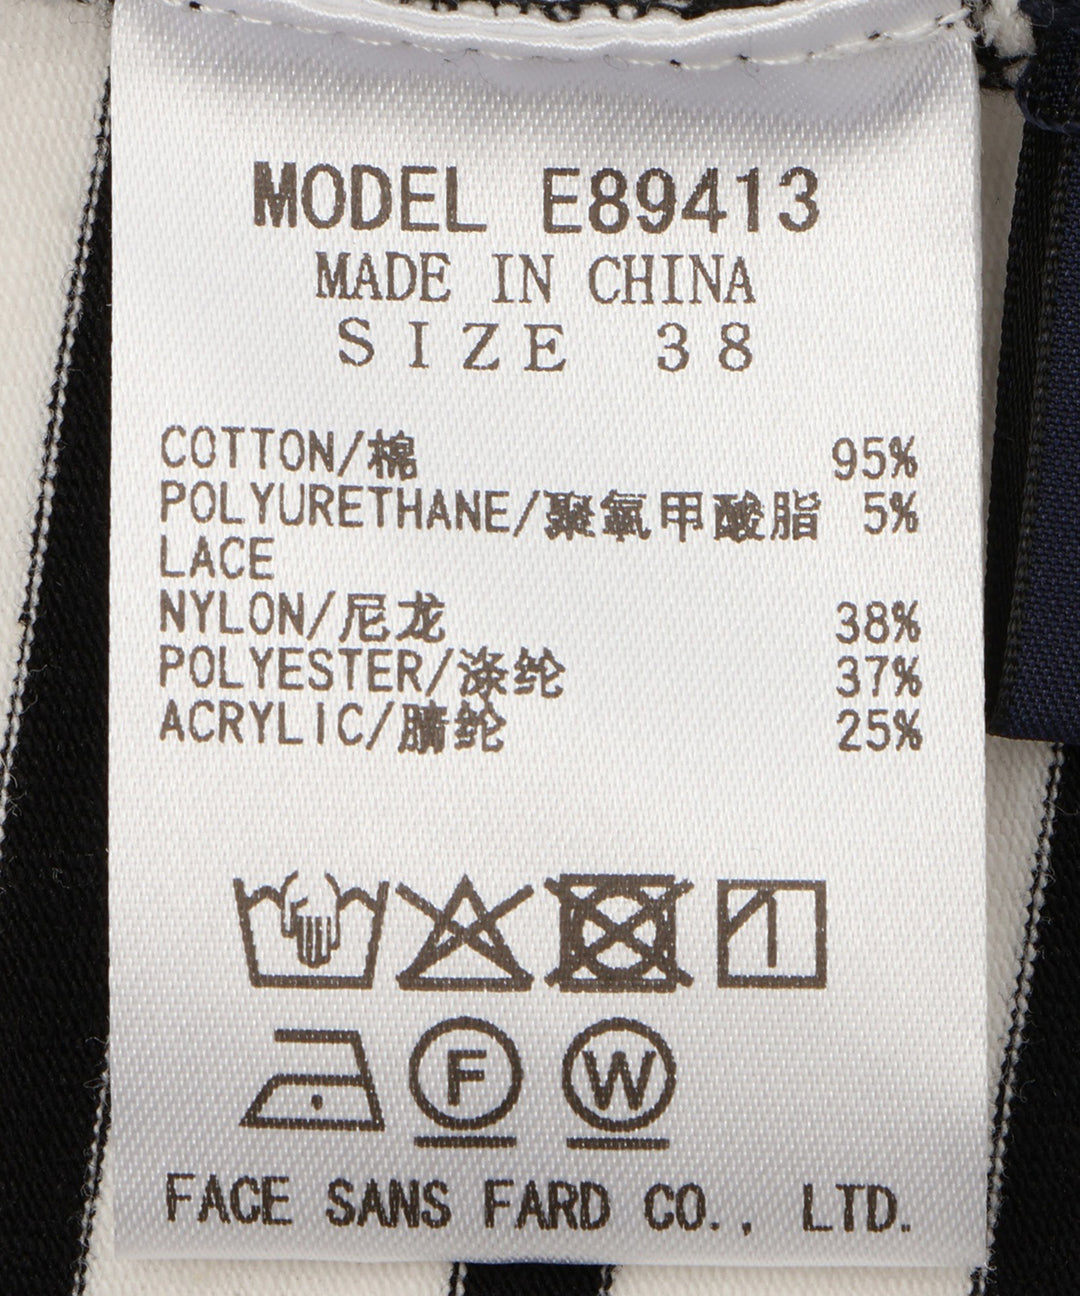 MODEL E89413
MADE IN CHINA
SIZE 38
COTTON/棉 95%
POLYURETHANE/聚氧甲酸脂 5%
LACE
NYLON/尼龙 38%
POLYESTER/涤纶 37%
ACRYLIC/腈纶 25%
F W
FACE SANS FARD CO., LTD.